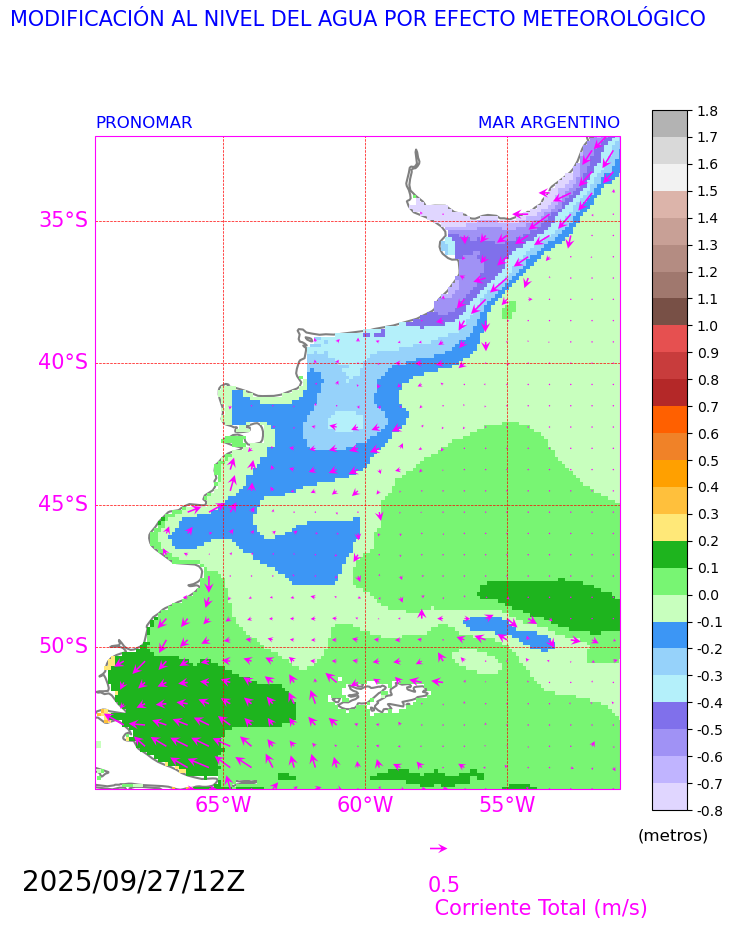 MODIFICACIÓN AL NIVEL DEL AGUA POR EFECTO METEOROLÓGICO
PRONOMAR
MAR ARGENTINO
35°S
40°S
45°S
50°S
65°W
60°W
55°W
1.8
1.7
1.6
1.5
1.4
1.3
1.2
1.1
1.0
0.9
0.8
0.7
0.6
0.5
0.4
0.3
0.2
0.1
0.0
-0.1
-0.2
-0.3
-0.4
-0.5
-0.6
-0.7
-0.8
(metros)
2025/09/27/12Z
0.5
Corriente Total (m/s)